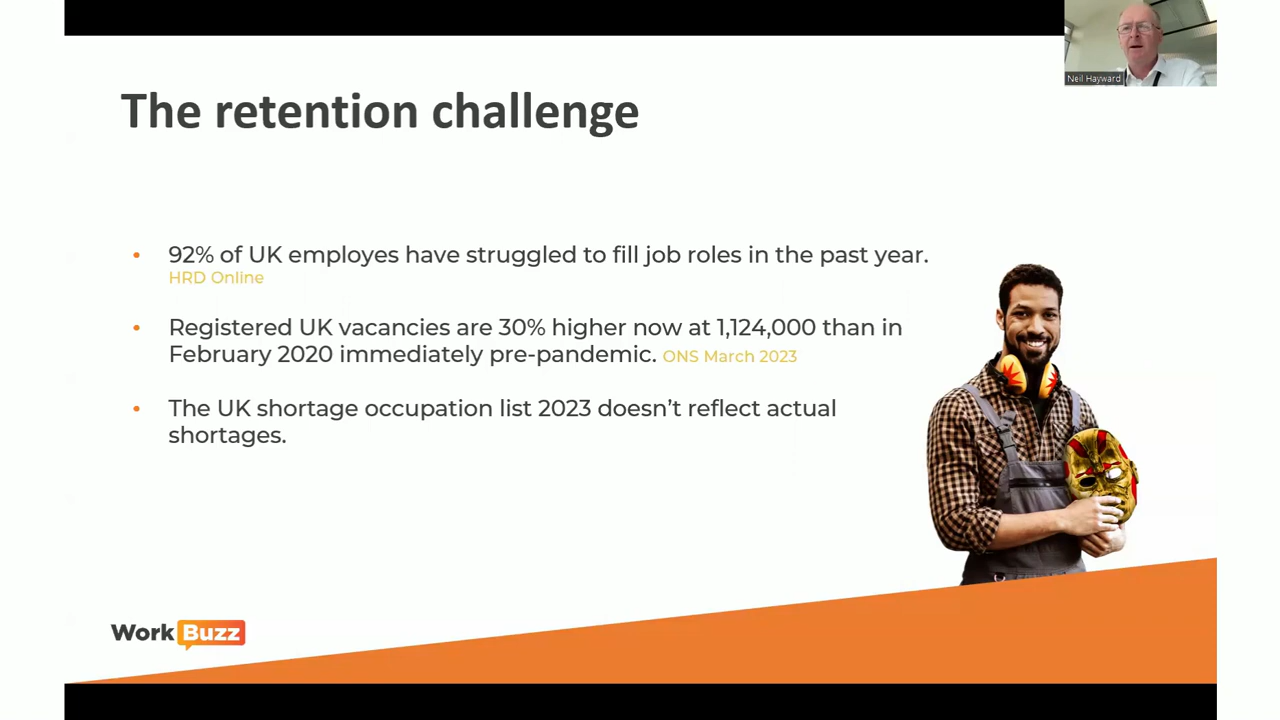 Neil Hayward
The retention challenge
• 92% of UK employes have struggled to fill job roles in the past year.
HRD Online
• Registered UK vacancies are 30% higher now at 1,124,000 than in
February 2020 immediately pre-pandemic. ONS March 2023
• The UK shortage occupation list 2023 doesn’t reflect actual
shortages.
Work Buzz